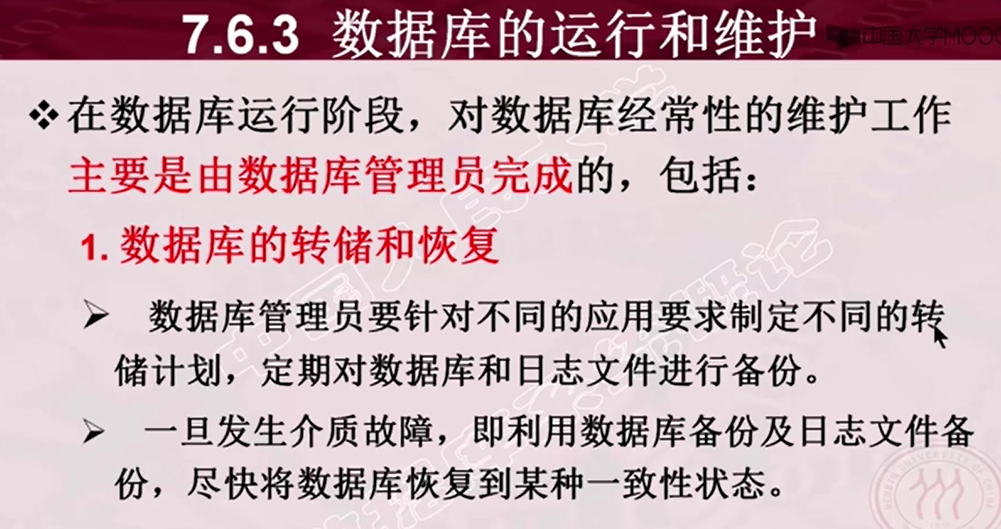 7.6.3 数据库的运行和维护
中国大学MOOC
❖在数据库运行阶段，对数据库经常性的维护工作
主要是由数据库管理员完成的，包括：
1. 数据库的转储和恢复
➢ 数据库管理员要针对不同的应用要求制定不同的转
储计划，定期对数据库和日志文件进行备份。
➢ 一旦发生介质故障，即利用数据库备份及日志文件备
份，尽快将数据库恢复到某种一致性状态。